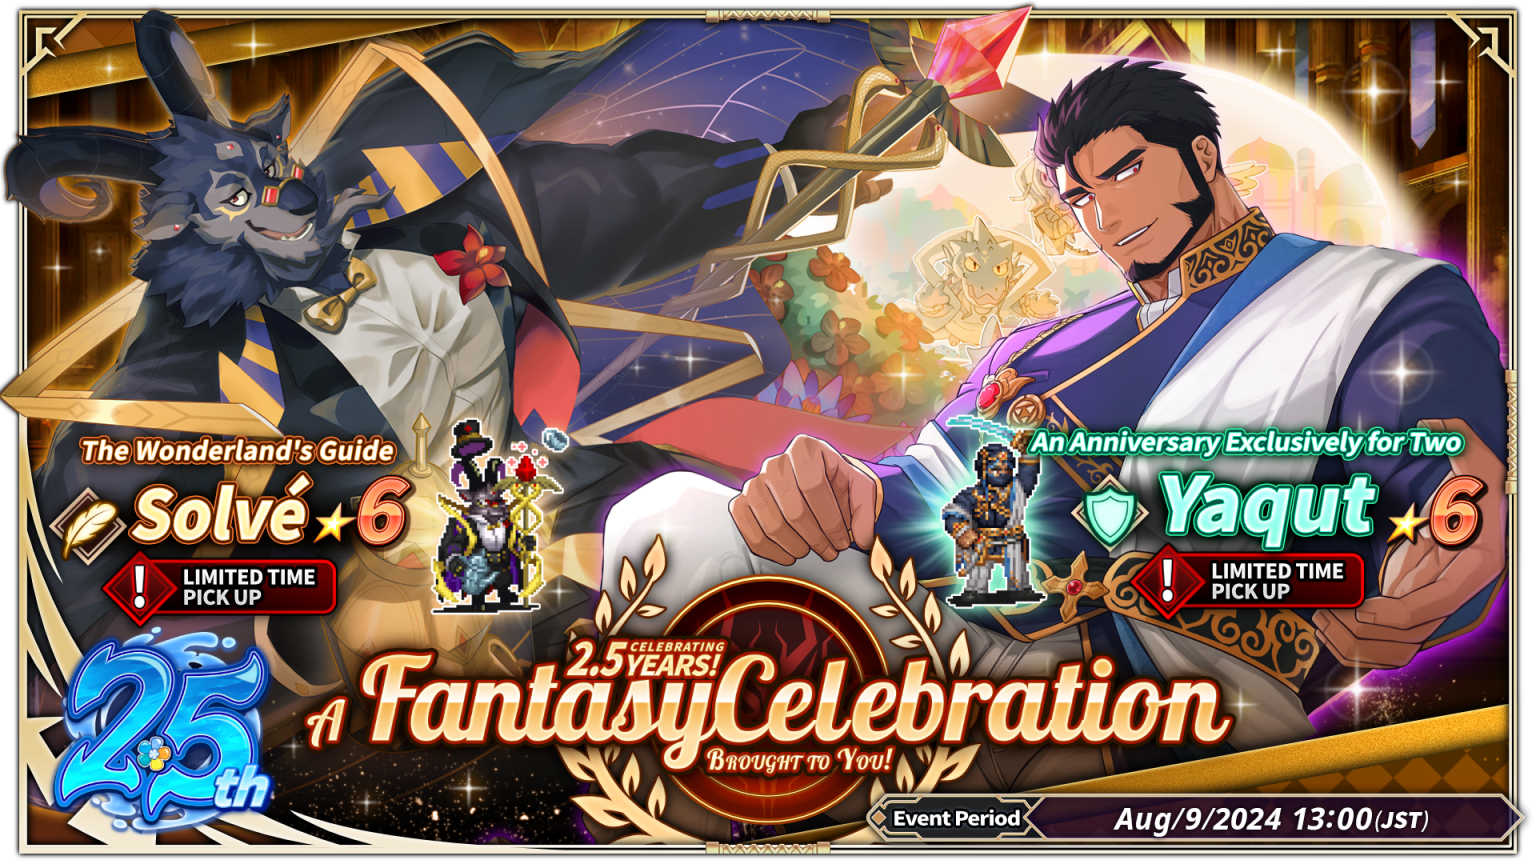 The Wonderland's Guide
Solvé ★6
! LIMITED TIME
PICK UP
An Anniversary Exclusively for Two
Yaqut ★6
! LIMITED TIME
PICK UP
2.5th
CELEBRATING
2.5 YEARS!
A Fantasy Celebration
BROUGHT TO YOU!
Event Period
Aug/9/2024 13:00(JST)